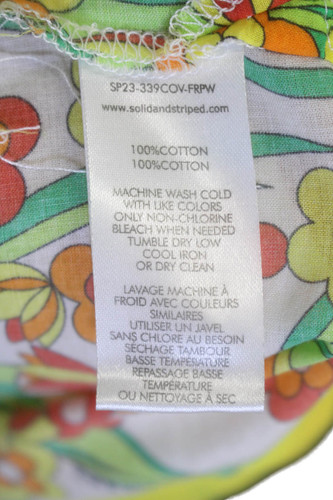 SP23-339COV-FRPW
www.solidandstriped.com
100%COTTON
100%COTTON
MACHINE WASH COLD
WITH LIKE COLORS
ONLY NON-CHLORINE
BLEACH WHEN NEEDED
TUMBLE DRY LOW
COOL IRON
OR DRY CLEAN
LAVAGE MACHINE À
FROID AVEC COULEURS
SIMILAIRES
UTILISER UN JAVEL
SANS CHLORE AU BESOIN
SECHAGE TAMBOUR
BASSE TEMPÉRATURE
REPASSAGE BASSE
TEMPÉRATURE
OU NETTOYAGE À SEC